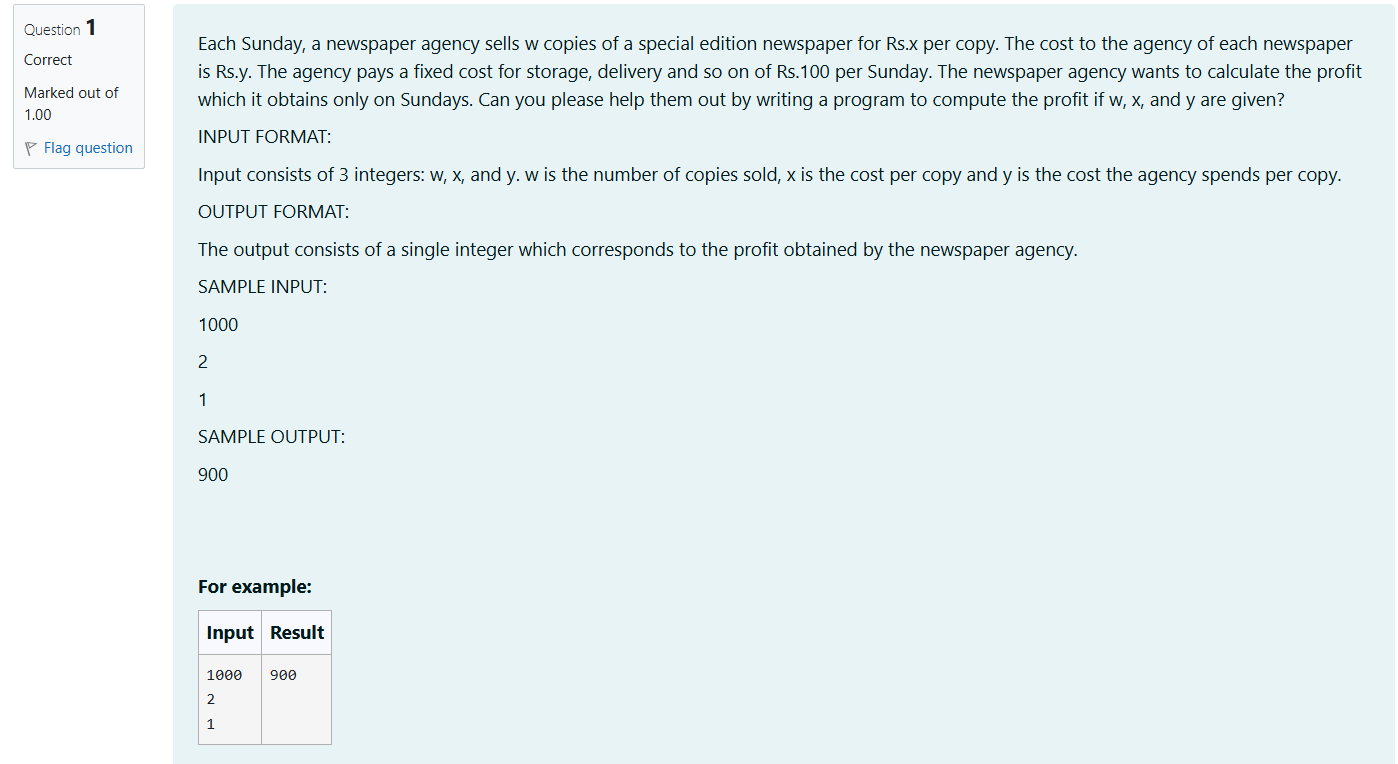 Question 1
Correct
Marked out of
1.00
Flag question
Each Sunday, a newspaper agency sells w copies of a special edition newspaper for Rs.x per copy. The cost to the agency of each newspaper
is Rs.y. The agency pays a fixed cost for storage, delivery and so on of Rs.100 per Sunday. The newspaper agency wants to calculate the profit
which it obtains only on Sundays. Can you please help them out by writing a program to compute the profit if w, x, and y are given?
INPUT FORMAT:
Input consists of 3 integers: w, x, and y. w is the number of copies sold, x is the cost per copy and y is the cost the agency spends per copy.
OUTPUT FORMAT:
The output consists of a single integer which corresponds to the profit obtained by the newspaper agency.
SAMPLE INPUT:
1000
2
1
SAMPLE OUTPUT:
900
For example:
Input Result
1000 900
2
1